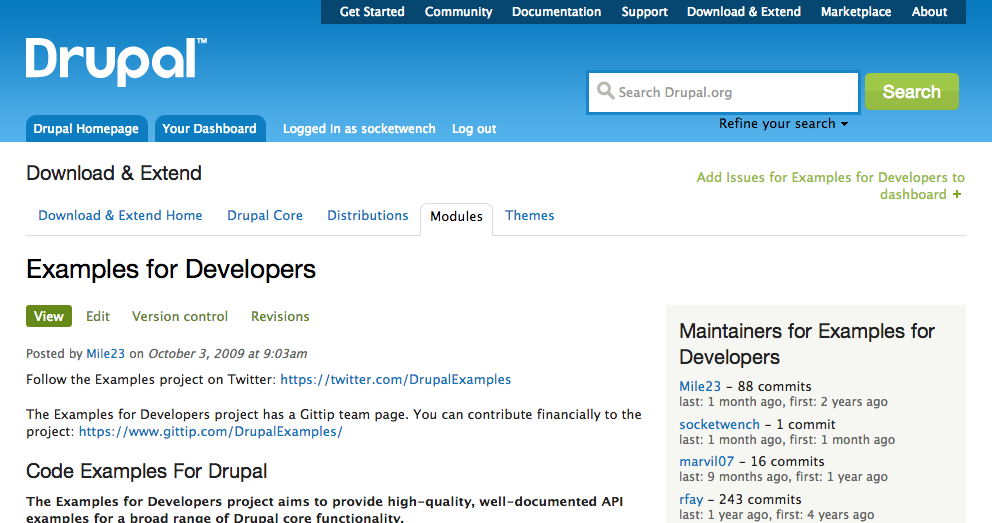 Get Started Community Documentation Support Download & Extend Marketplace About
Drupal™
Search Drupal.org
Search
Refine your search
Drupal Homepage Your Dashboard Logged in as socketwench Log out
Download & Extend
Add Issues for Examples for Developers to
dashboard +
Download & Extend Home Drupal Core Distributions Modules Themes
Examples for Developers
View Edit Version control Revisions
Posted by Mile23 on October 3, 2009 at 9:03am
Follow the Examples project on Twitter: https://twitter.com/DrupalExamples
The Examples for Developers project has a Gittip team page. You can contribute financially to the
project: https://www.gittip.com/DrupalExamples/
Code Examples For Drupal
The Examples for Developers project aims to provide high-quality, well-documented API
examples for a broad range of Drupal core functionality.
Maintainers for Examples for
Developers
Mile23 – 88 commits
last: 1 month ago, first: 2 years ago
socketwench – 1 commit
last: 1 month ago, first: 1 month ago
marvil07 – 16 commits
last: 9 months ago, first: 1 year ago
rfay – 243 commits
last: 1 year ago, first: 4 years ago